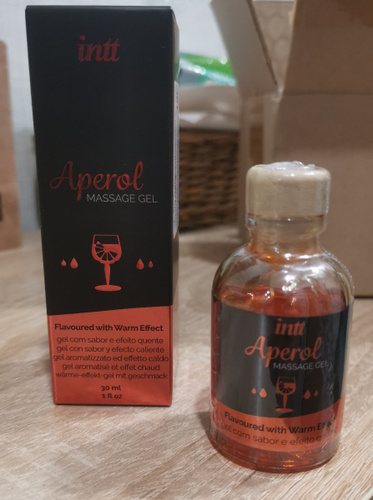 intt
Aperol
MASSAGE GEL
Flavoured with Warm Effect
gel com sabor e efeito quente
gel con sabor y efecto caliente
gel aromatizzato ed effetto caldo
gel aromatisé et effet chaud
wärme-effekt-gel mit geschmack
30 ml
1 fl oz
intt
Aperol
MASSAGE GEL
Flavoured with Warm
gel com sabor e efeito